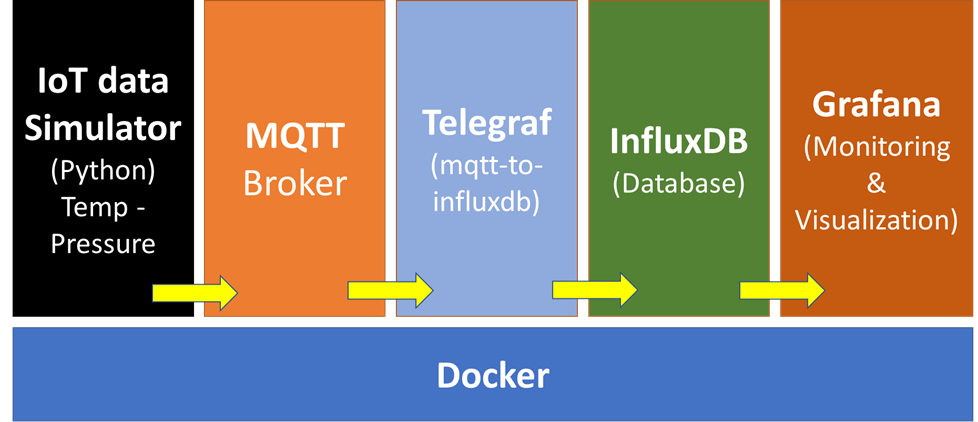 IoT data
Simulator
(Python)
Temp -
Pressure
MQTT
Broker
Telegraf
(mqtt-to-
influxdb)
InfluxDB
(Database)
Grafana
(Monitoring
&
Visualization)
Docker